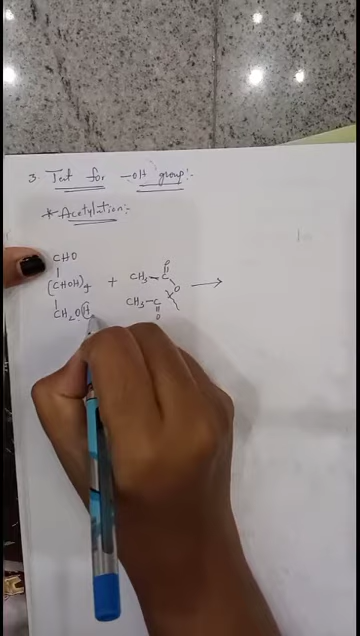 3. Test for -OH group:-
* Acetylation:-
CHO
|
(CHOH)4 + CH3-C=O O →
|
CH2OH CH3-C=O